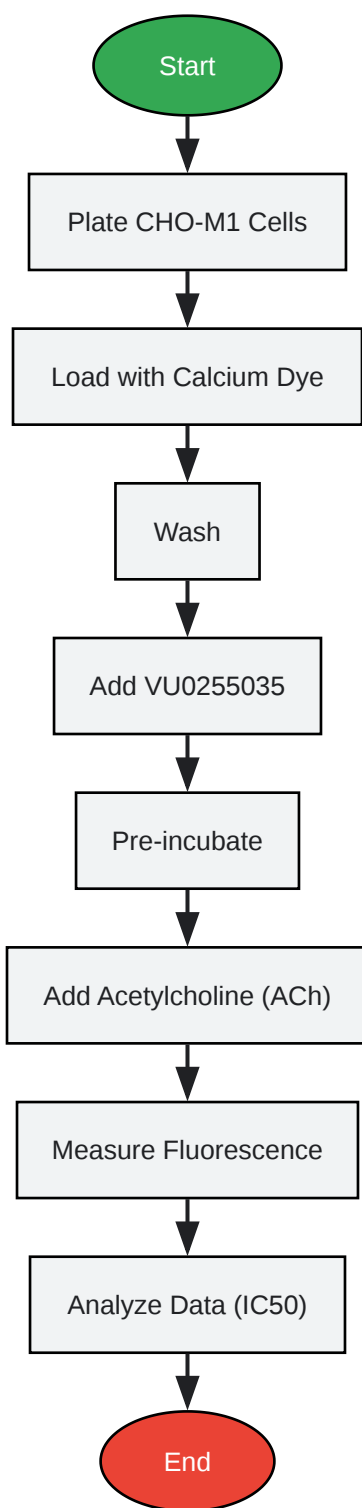 Start
Plate CHO-M1 Cells
Load with Calcium Dye
Wash
Add VU0255035
Pre-incubate
Add Acetylcholine (ACh)
Measure Fluorescence
Analyze Data (IC50)
End